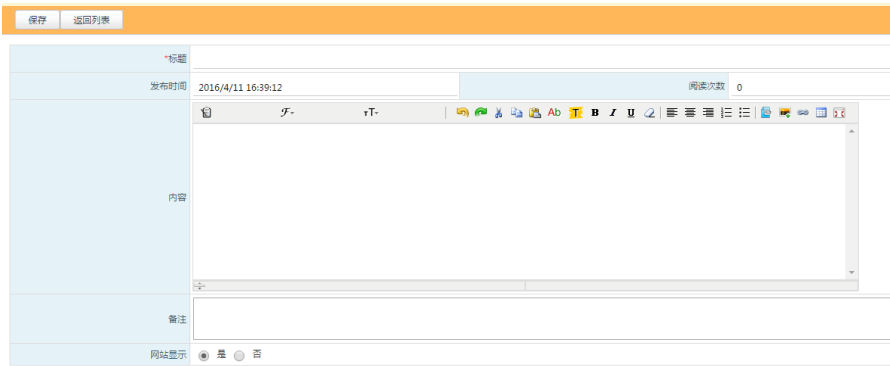 保存 返回列表
*标题
发布时间 2016/4/11 16:39:12 阅读次数 0
F T T Ab T B I U
内容
备注
网站显示 是 否